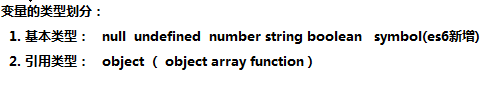 变量的类型划分：
1. 基本类型： null undefined number string boolean symbol(es6新增)
2. 引用类型： object （ object array function ）